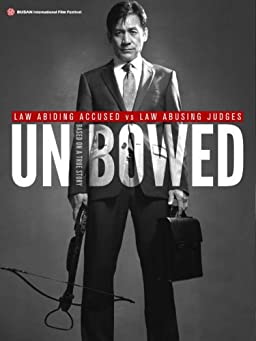 BUSAN International Film Festival
LAW ABIDING ACCUSED VS LAW ABUSING JUDGES
UNBOWED
BASED ON A TRUE STORY